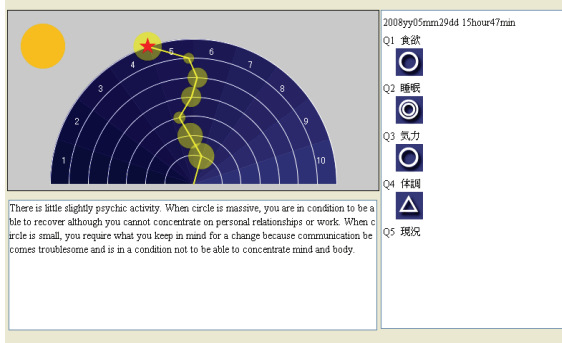 2008yy05mm29dd 15hour47min
Q1 食欲
Q2 睡眠
Q3 気力
Q4 体調
Q5 現況
1 2 3 4 5 6 7 8 9 10
There is little slightly psychic activity. When circle is massive, you are in condition to be a
ble to recover although you cannot concentrate on personal relationships or work. When c
ircle is small, you require what you keep in mind for a change because communication be
comes troublesome and is in a condition not to be able to concentrate mind and body.